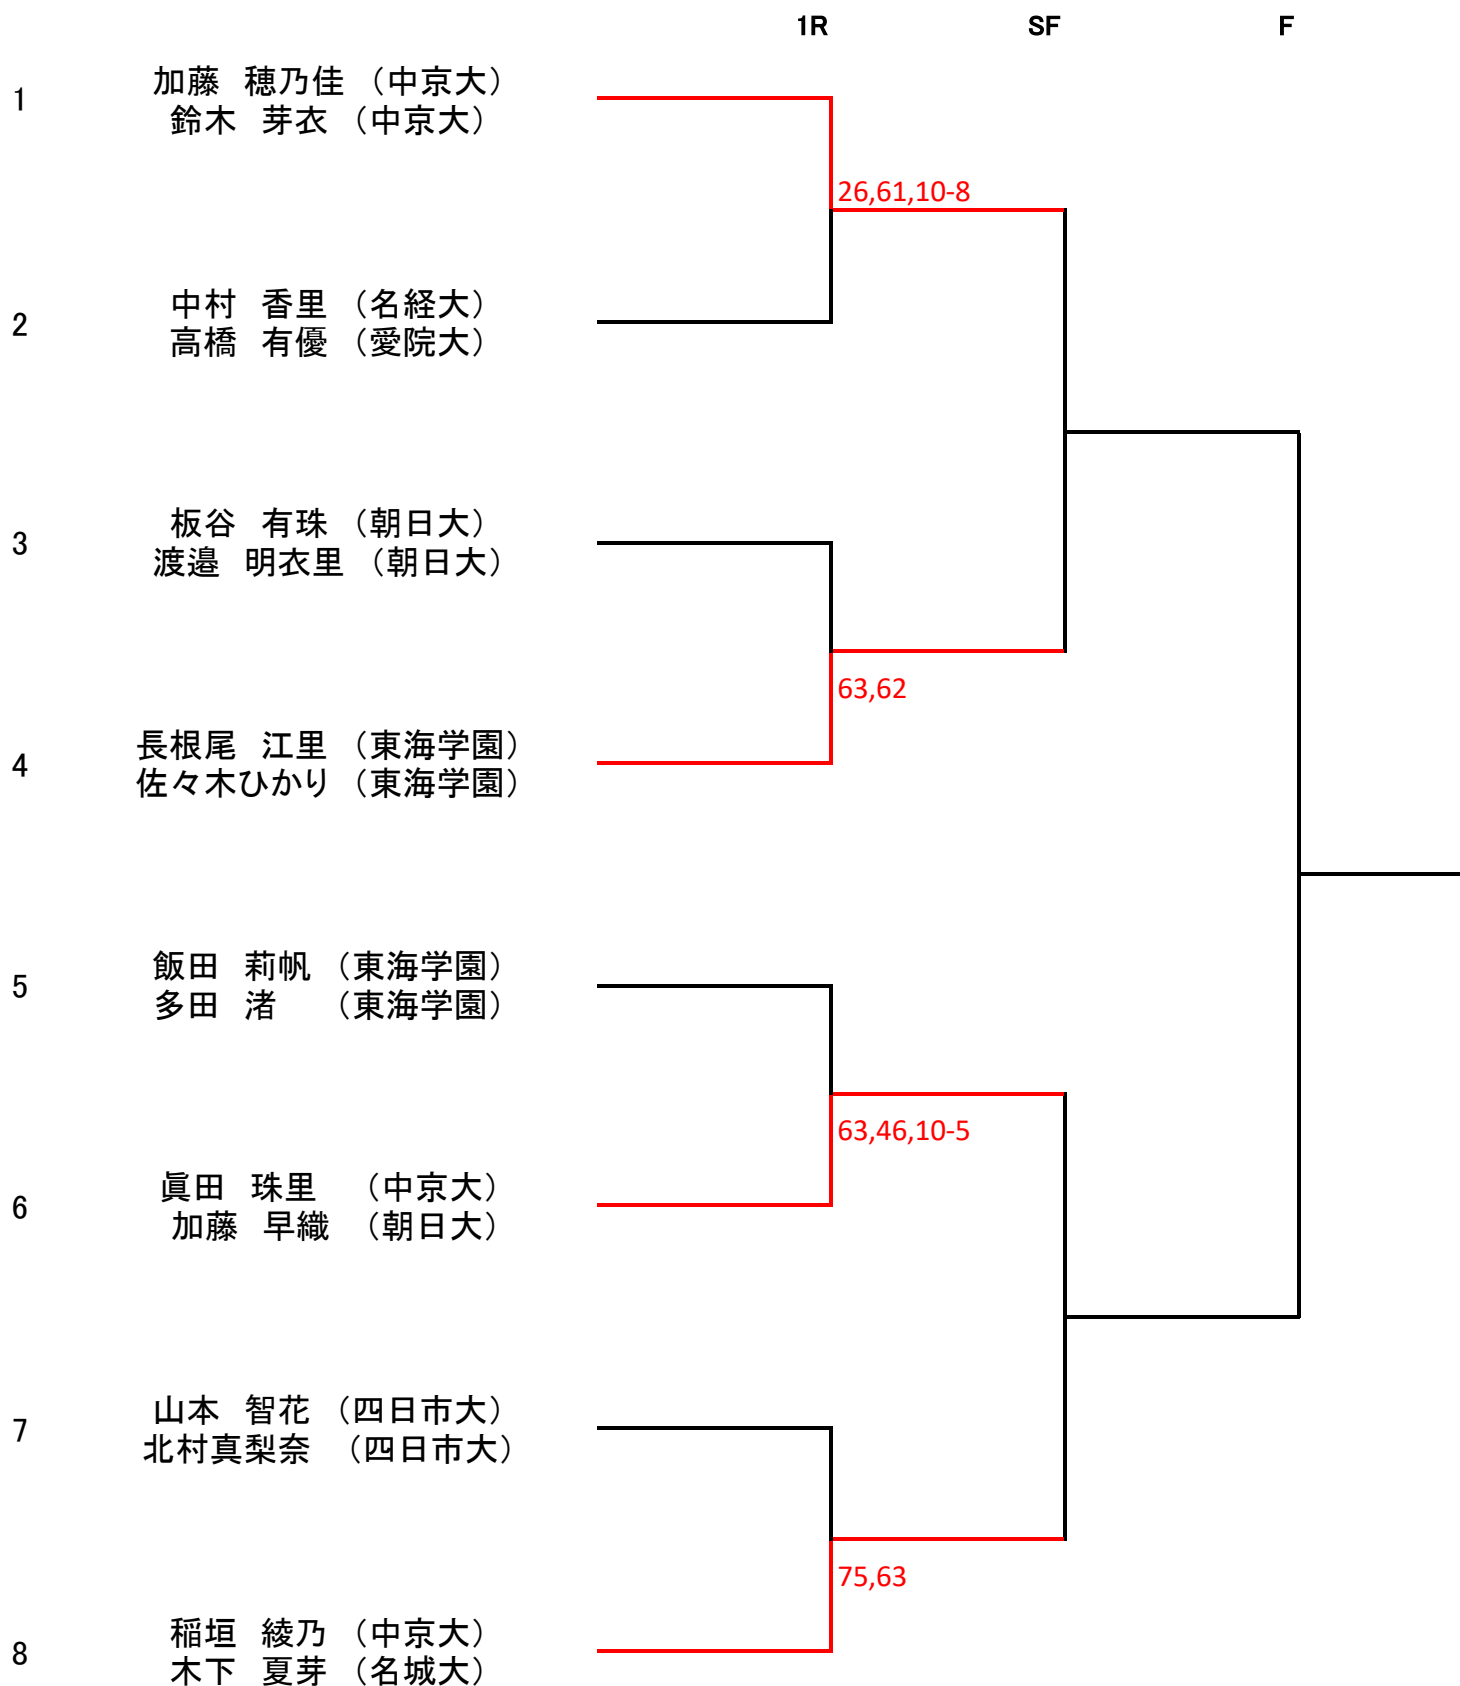 1R SF F
1 加藤 穂乃佳 （中京大）
鈴木 芽衣 （中京大）
26,61,10-8
2 中村 香里 （名経大）
高橋 有優 （愛院大）
3 板谷 有珠 （朝日大）
渡邉 明衣里 （朝日大）
63,62
4 長根尾 江里 （東海学園）
佐々木ひかり （東海学園）
5 飯田 莉帆 （東海学園）
多田 渚 （東海学園）
63,46,10-5
6 眞田 珠里 （中京大）
加藤 早織 （朝日大）
7 山本 智花 （四日市大）
北村真梨奈 （四日市大）
75,63
8 稲垣 綾乃 （中京大）
木下 夏芽 （名城大）